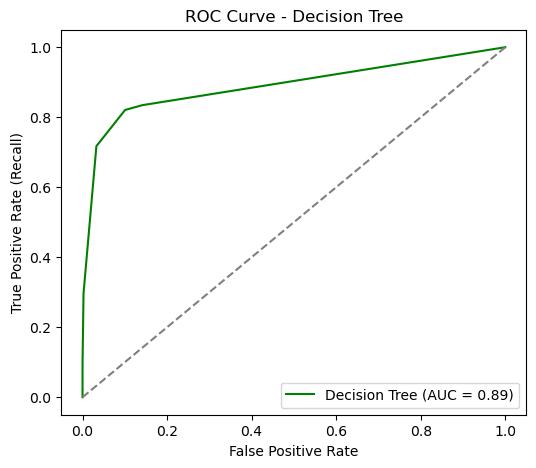 ROC Curve - Decision Tree
True Positive Rate (Recall)
1.0
0.8
0.6
0.4
0.2
0.0
Decision Tree (AUC = 0.89)
0.0 0.2 0.4 0.6 0.8 1.0
False Positive Rate